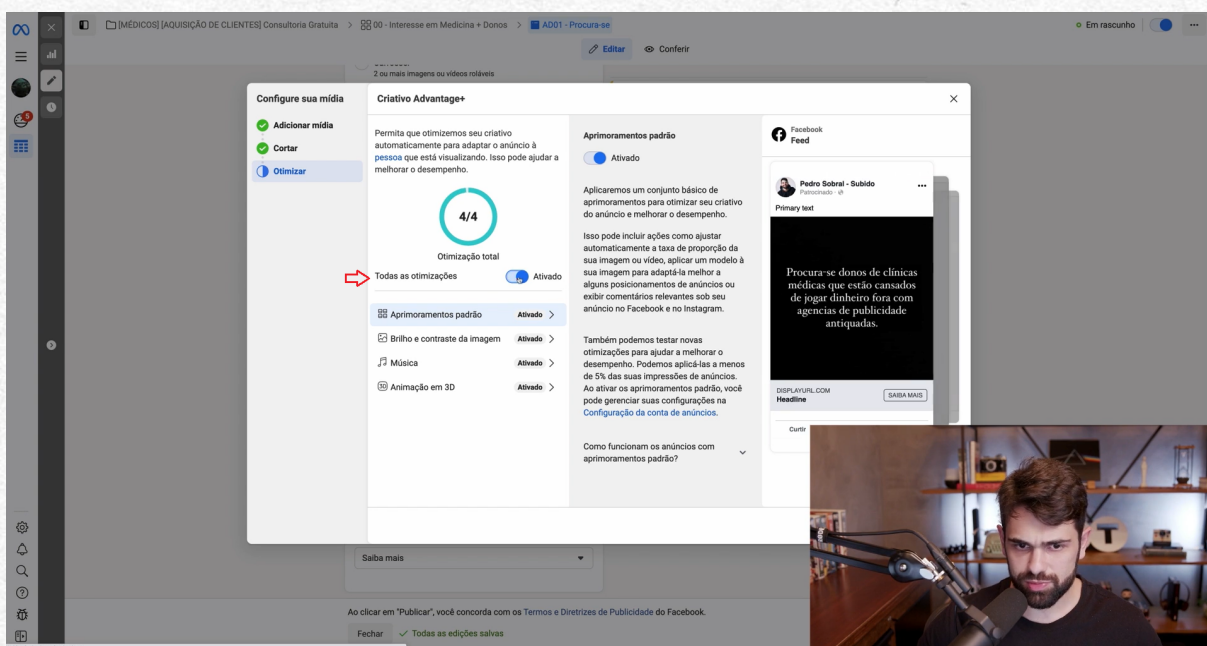 [MÉDICOS] [AQUISIÇÃO DE CLIENTES] Consultoria Gratuita > 00 - Interesse em Medicina + Donos > AD01 - Procura-se
Em rascunho
Editar
Conferir
2 ou mais imagens ou vídeos roláveis
Configure sua mídia
Adicionar mídia
Cortar
Otimizar
Criativo Advantage+
Permita que otimizemos seu criativo
automaticamente para adaptar o anúncio à
pessoa que está visualizando. Isso pode ajudar a
melhorar o desempenho.
4/4
Otimização total
Todas as otimizações
Ativado
Aprimoramentos padrão
Ativado
Brilho e contraste da imagem
Ativado
Música
Ativado
3D
Animação em 3D
Ativado
Aprimoramentos padrão
Ativado
Aplicaremos um conjunto básico de
aprimoramentos para otimizar seu criativo
do anúncio e melhorar o desempenho.
Isso pode incluir ações como ajustar
automaticamente a taxa de proporção da
sua imagem ou vídeo, aplicar um modelo à
sua imagem para adaptá-la melhor a
alguns posicionamentos de anúncios ou
exibir comentários relevantes sob seu
anúncio no Facebook e no Instagram.
Também podemos testar novas
otimizações para ajudar a melhorar o
desempenho. Podemos aplicá-las a menos
de 5% das suas impressões de anúncios.
Ao ativar os aprimoramentos padrão, você
pode gerenciar suas configurações na
Configuração da conta de anúncios.
Como funcionam os anúncios com
aprimoramentos padrão?
Facebook
Feed
Pedro Sobral - Subido
Patrocinado
Primary text
Procura-se donos de clínicas
médicas que estão cansados
de jogar dinheiro fora com
agencias de publicidade
antiquadas.
DISPLAYURL.COM
Headline
SAIBA MAIS
Curtir
Saiba mais
Ao clicar em "Publicar", você concorda com os Termos e Diretrizes de Publicidade do Facebook.
Fechar
Todas as edições salvas
5